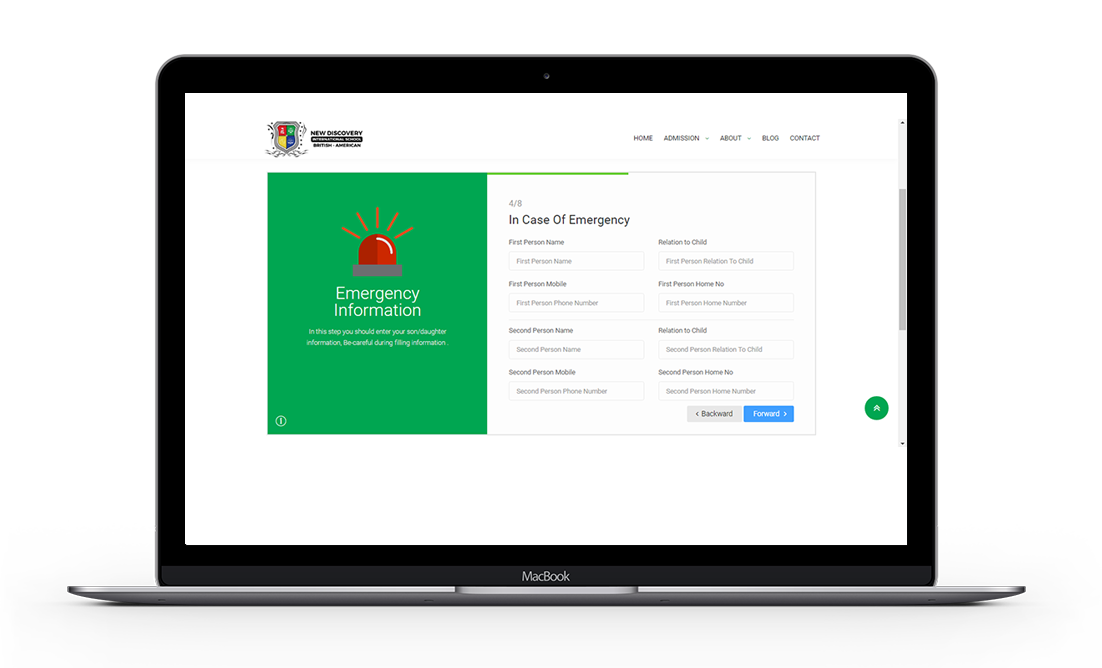 NEW DISCOVERY
INTERNATIONAL SCHOOL
BRITISH - AMERICAN
HOME ADMISSION ABOUT BLOG CONTACT
Emergency
Information
In this step you should enter your son/daughter
information, Be-careful during filling information .
4/8
In Case Of Emergency
First Person Name Relation to Child
First Person Name First Person Relation To Child
First Person Mobile First Person Home No
First Person Phone Number First Person Home Number
Second Person Name Relation to Child
Second Person Name Second Person Relation To Child
Second Person Mobile Second Person Home No
Second Person Phone Number Second Person Home Number
Backward Forward
MacBook